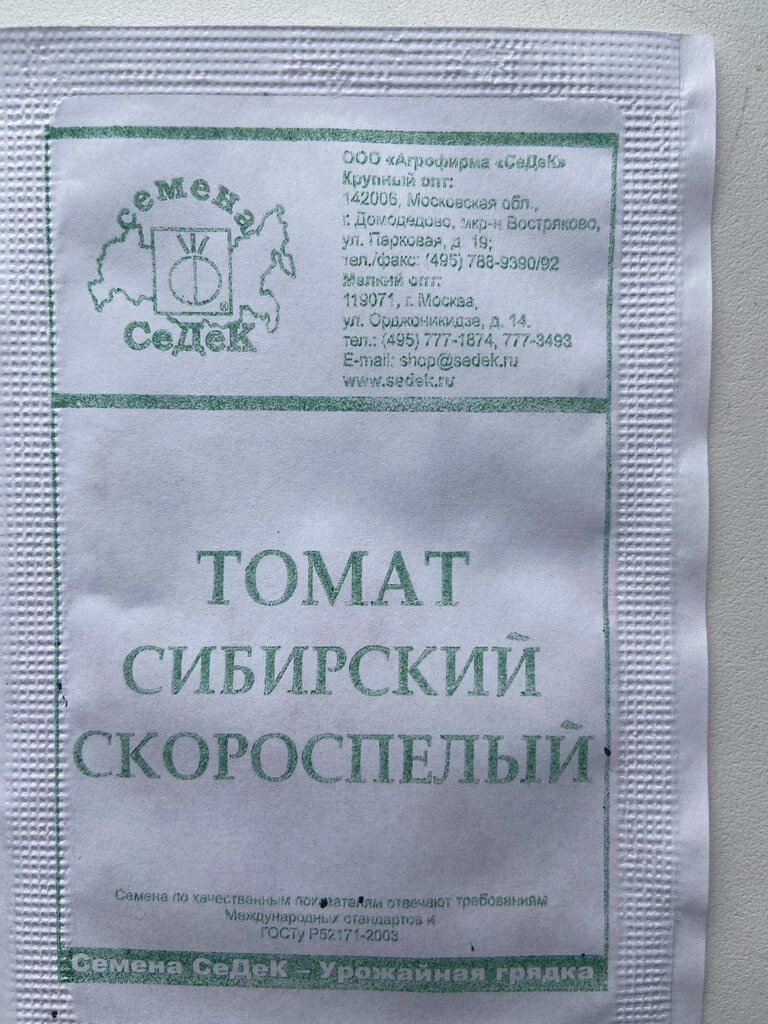 семена
СеДеК
ООО «Агрофирма «СеДеК»
Крупный опт:
142006, Московская обл.,
г. Домодедово, мкр-н Востряково,
ул. Парковая, д. 19;
тел./факс: (495) 788-9390/92
Мелкий опт:
119071, г. Москва,
ул. Орджоникидзе, д. 14.
тел.: (495) 777-1874, 777-3493
E-mail: shop@sedek.ru
www.sedek.ru
ТОМАТ
СИБИРСКИЙ
СКОРОСПЕЛЫЙ
Семена по качественным показателям отвечают требованиям
Международных стандартов и
ГОСТу Р52171-2003
Семена СеДеК – Урожайная грядка